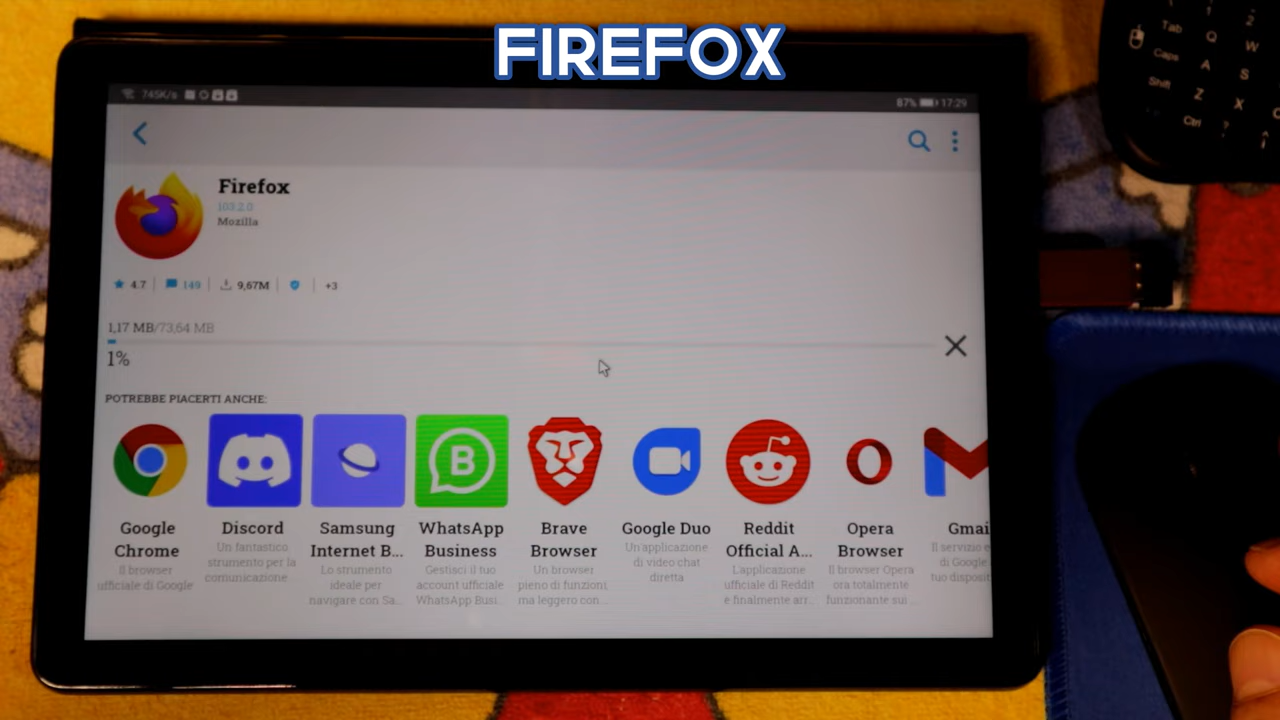 FIREFOX
745K/s
87% 17:29
Firefox
103.2.0
Mozilla
4.7 149 9,67M +3
1,17 MB/73,64 MB
1%
POTREBBE PIACERTI ANCHE:
Google Chrome
Il browser ufficiale di Google
Discord
Un fantastico strumento per la comunicazione...
Samsung Internet B...
Lo strumento ideale per navigare con Sa...
WhatsApp Business
Gestisci il tuo account ufficiale WhatsApp Busi...
Brave Browser
Un browser pieno di funzioni, ma leggero con...
Google Duo
Un'applicazione di video chat diretta
Reddit Official A...
L'applicazione ufficiale di Reddit è finalmente arr...
Opera Browser
Il browser Opera ora totalmente funzionante sui ...
Gmai
Il servizio e di Google tuo disposit
Tab Q W
2
Caps A S
Shift Z X
Ctrl